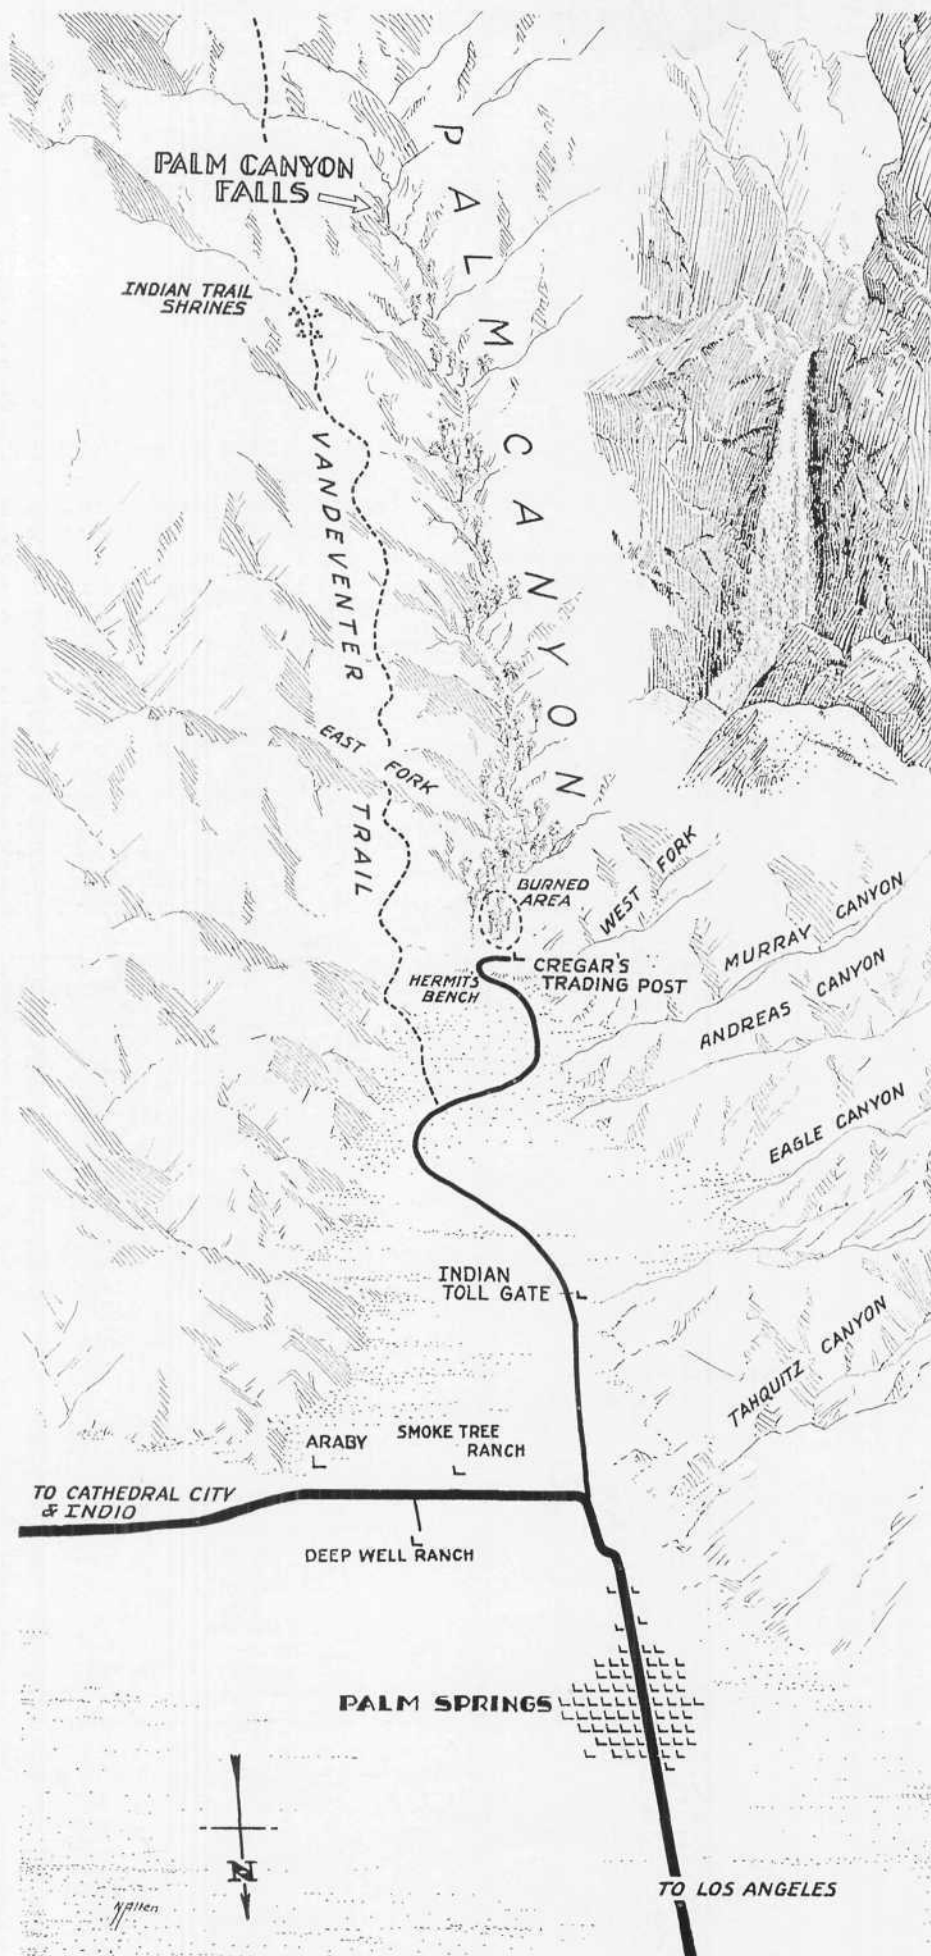 PALM CANYON
PALM CANYON
FALLS
INDIAN TRAIL
SHRINES
VANDEVENTER
TRAIL
EAST FORK
BURNED
AREA
WEST FORK
MURRAY CANYON
CREGAR'S
TRADING POST
HERMITS
BENCH
ANDREAS CANYON
EAGLE CANYON
INDIAN
TOLL GATE
TAHQUITZ CANYON
ARABY
SMOKE TREE
RANCH
TO CATHEDRAL CITY
& INDIO
DEEP WELL RANCH
PALM SPRINGS
N
TO LOS ANGELES
N Allen